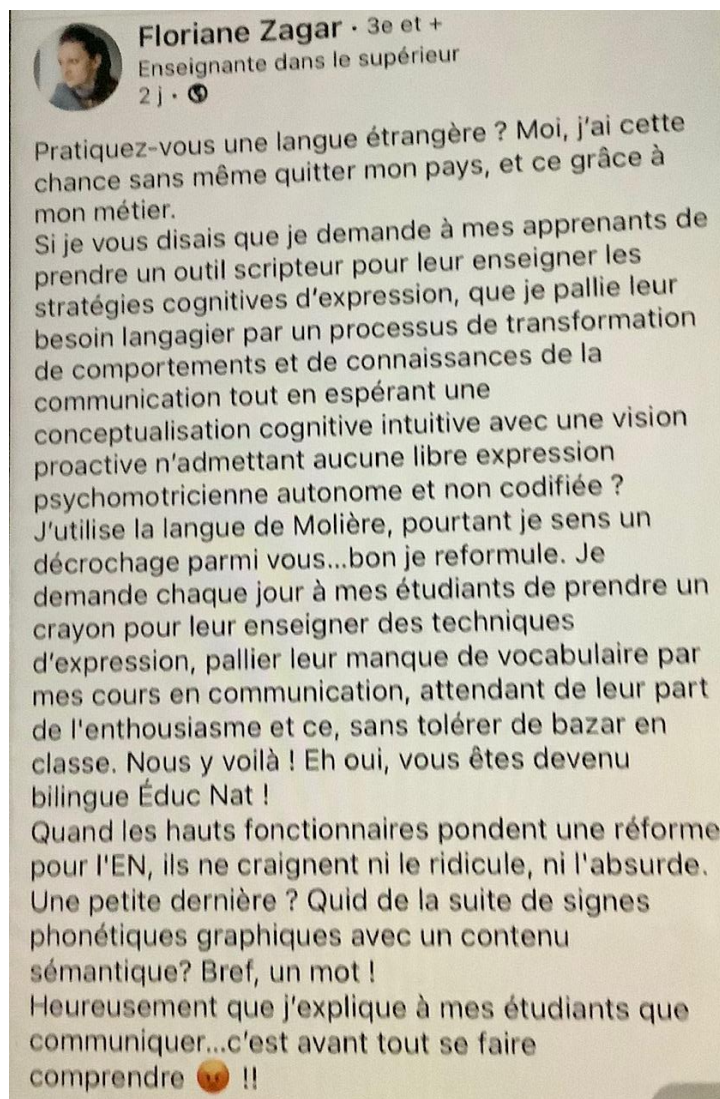 Floriane Zagar · 3e et +
Enseignante dans le supérieur
2 j ·
Pratiquez-vous une langue étrangère ? Moi, j’ai cette
chance sans même quitter mon pays, et ce grâce à
mon métier.
Si je vous disais que je demande à mes apprenants de
prendre un outil scripteur pour leur enseigner les
stratégies cognitives d’expression, que je pallie leur
besoin langagier par un processus de transformation
de comportements et de connaissances de la
communication tout en espérant une
conceptualisation cognitive intuitive avec une vision
proactive n’admettant aucune libre expression
psychomotricienne autonome et non codifiée ?
J’utilise la langue de Molière, pourtant je sens un
décrochage parmi vous...bon je reformule. Je
demande chaque jour à mes étudiants de prendre un
crayon pour leur enseigner des techniques
d’expression, pallier leur manque de vocabulaire par
mes cours en communication, attendant de leur part
de l'enthousiasme et ce, sans tolérer de bazar en
classe. Nous y voilà ! Eh oui, vous êtes devenu
bilingue Éduc Nat !
Quand les hauts fonctionnaires pondent une réforme
pour l'EN, ils ne craignent ni le ridicule, ni l'absurde.
Une petite dernière ? Quid de la suite de signes
phonétiques graphiques avec un contenu
sémantique? Bref, un mot !
Heureusement que j’explique à mes étudiants que
communiquer...c’est avant tout se faire
comprendre 😡 !!